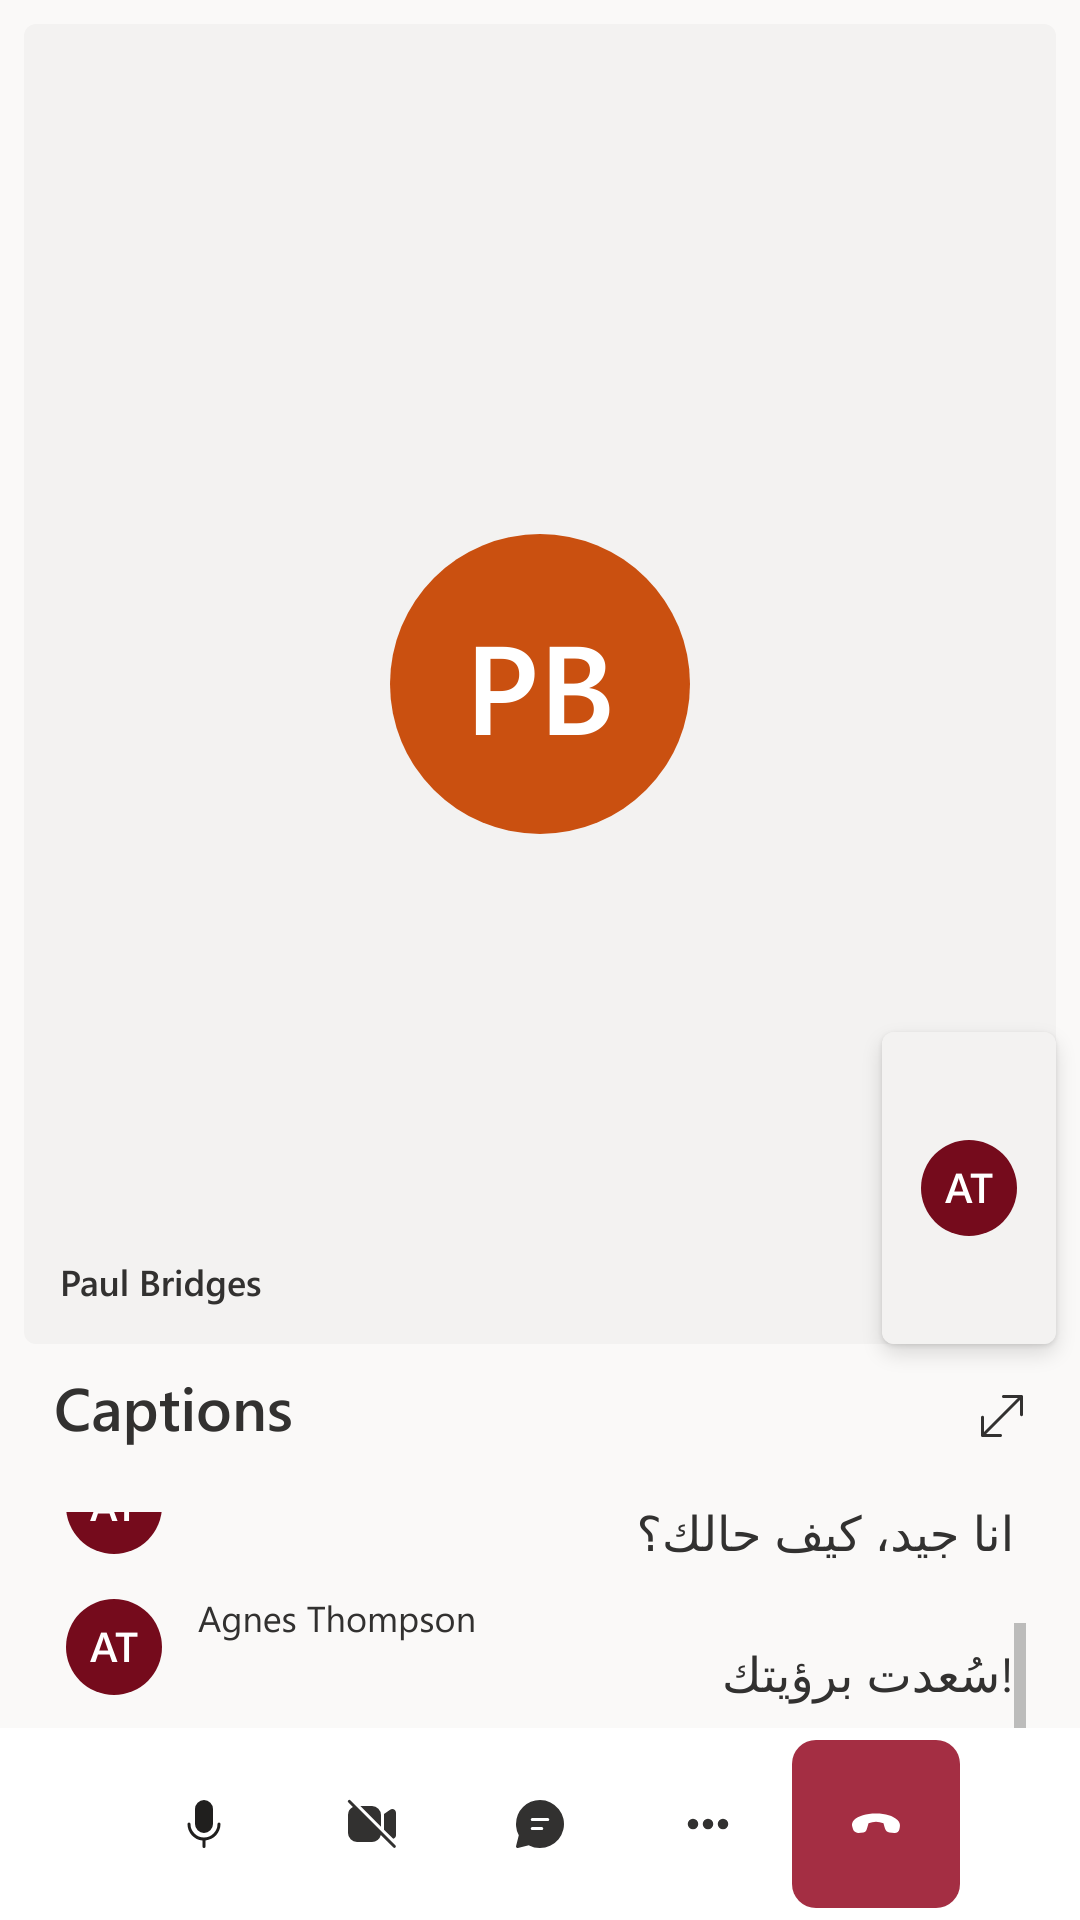 PB
AT
Paul Bridges
Captions
انا جيد، كيف حالك؟
AT
Agnes Thompson
!سُعدت برؤيتك